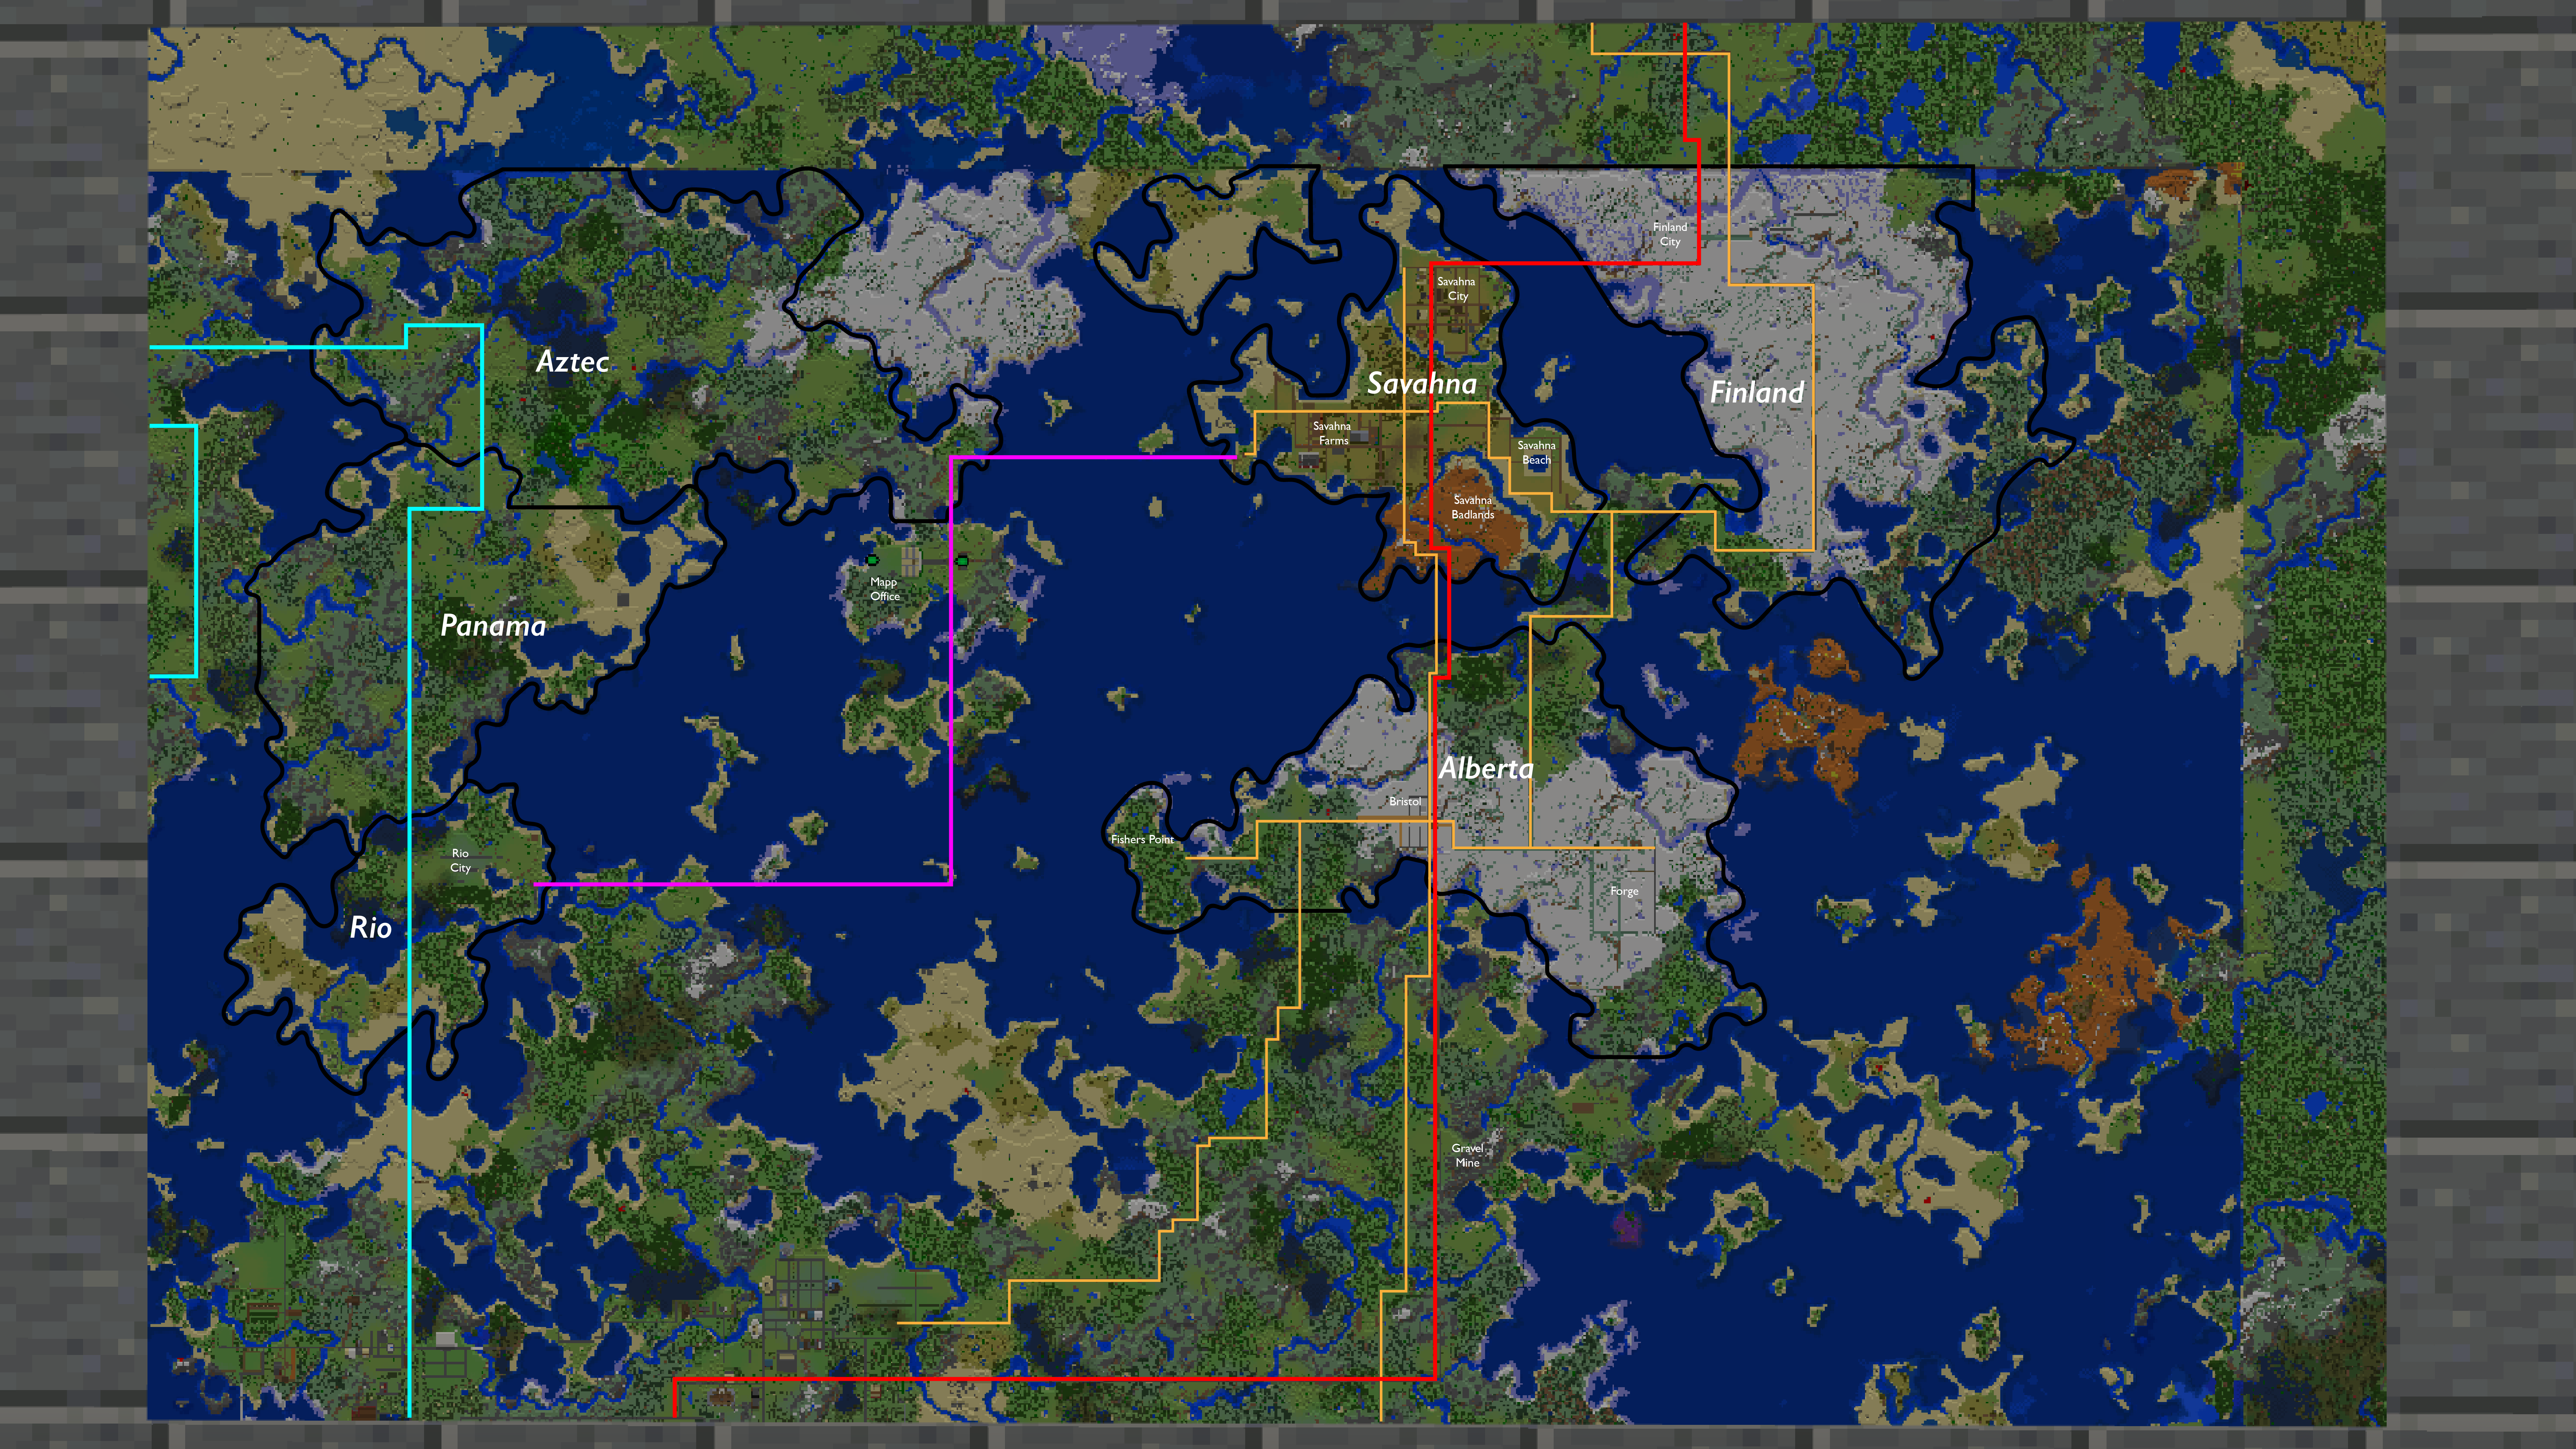 Finland
City
Savahna
City
Aztec
Savahna
Finland
Savahna
Farms
Savahna
Beach
Savahna
Badlands
Mapp
Office
Panama
Alberta
Bristol
Fishers Point
Rio
City
Forge
Rio
Gravel
Mine